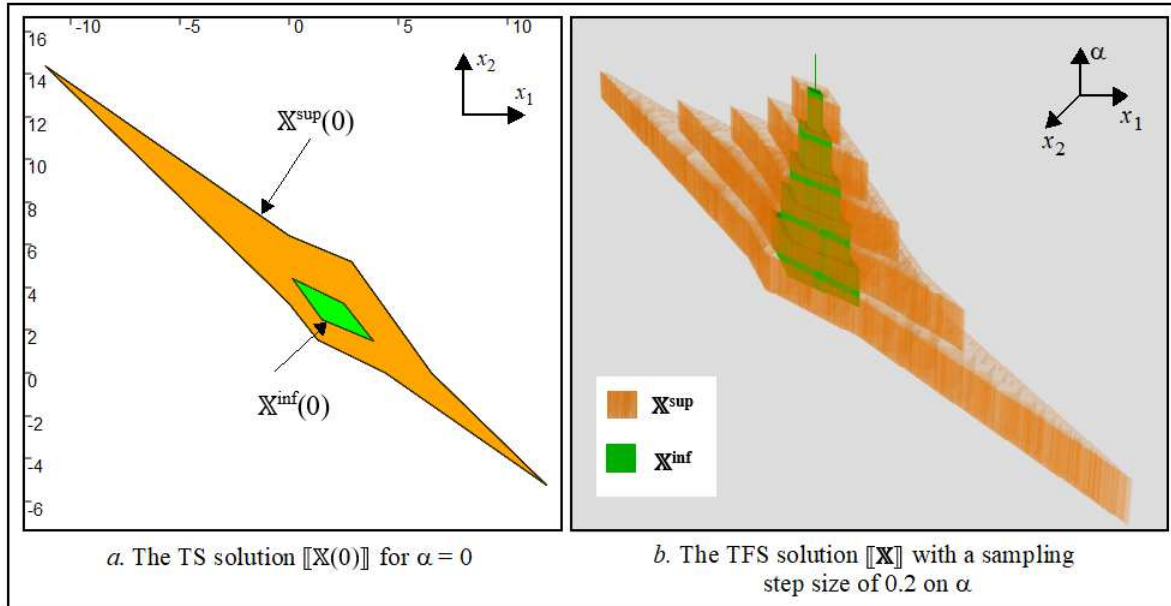 -10 -5 0 5 10
16
14
12
10
8
6
4
2
0
-2
-4
-6
x2
x1
𝕏sup(0)
𝕏inf(0)
α
x1
x2
𝕏sup
𝕏inf
a. The TS solution ⟦𝕏(0)⟧ for α = 0
b. The TFS solution ⟦𝕏⟧ with a sampling
step size of 0.2 on α